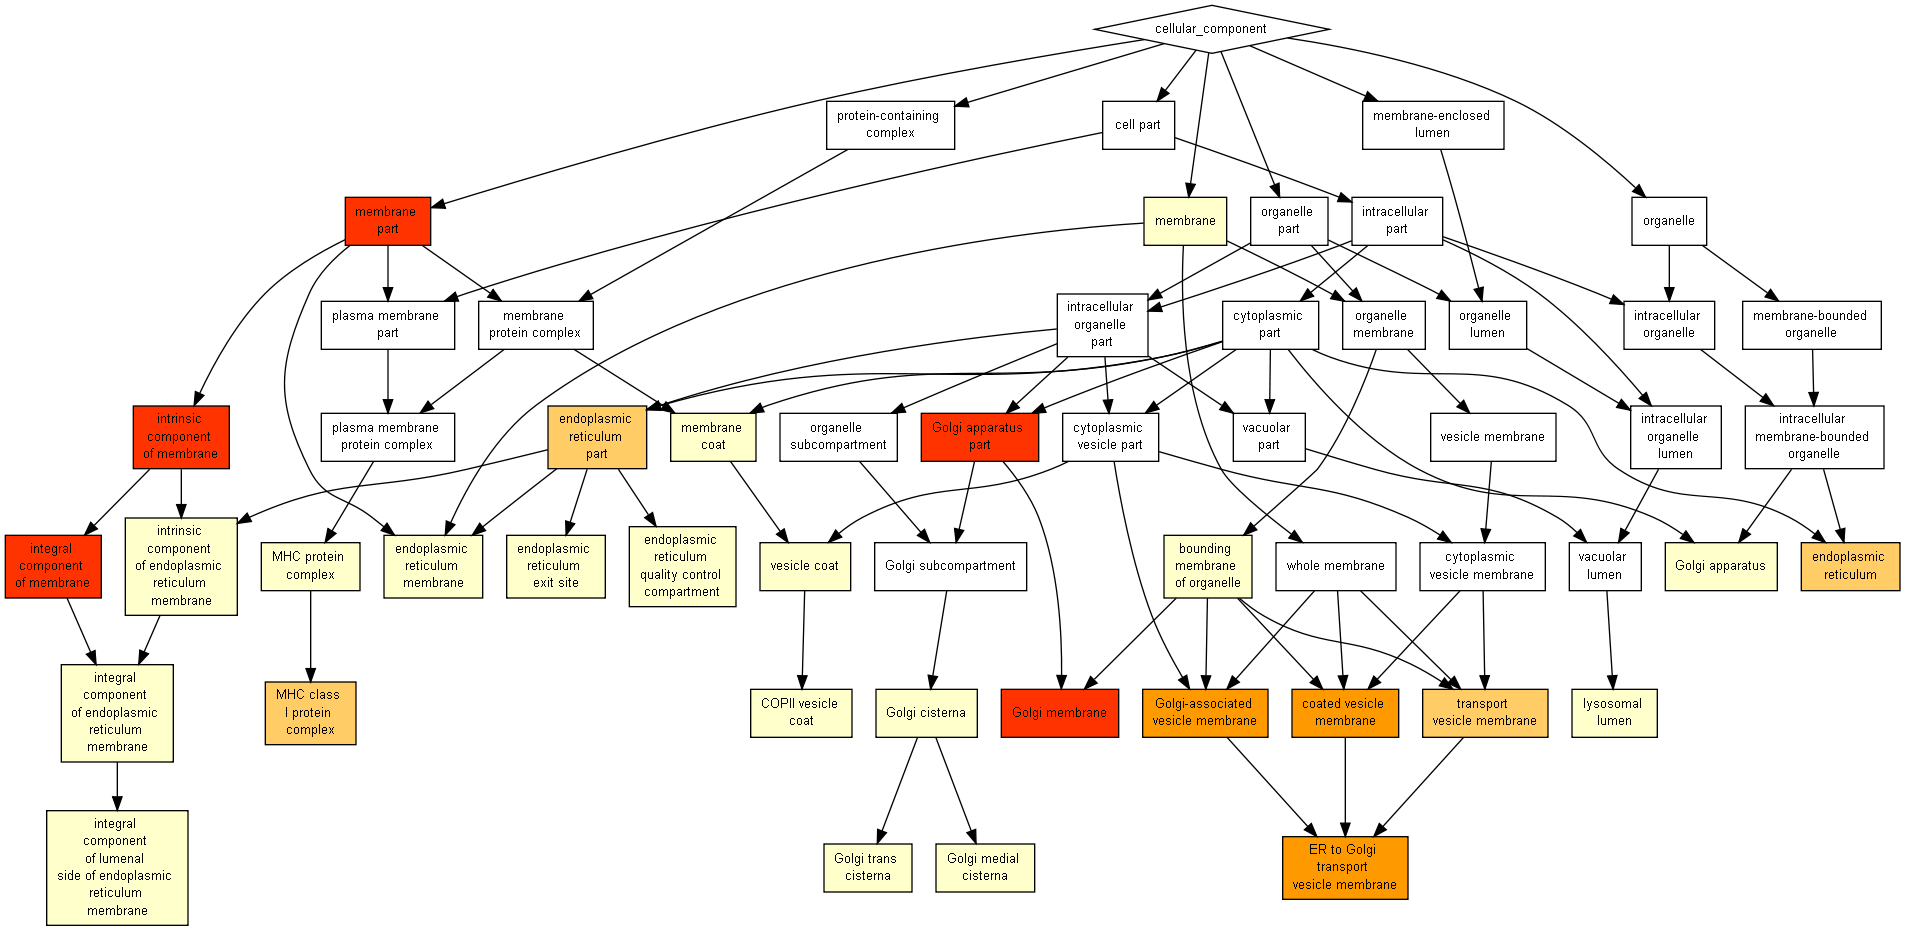 cellular_component
protein-containing
complex
cell part
membrane-enclosed
lumen
membrane
part
membrane
organelle
part
intracellular
part
organelle
plasma membrane
part
membrane
protein complex
intracellular
organelle
part
cytoplasmic
part
organelle
membrane
organelle
lumen
intracellular
organelle
membrane-bounded
organelle
intrinsic
component
of membrane
plasma membrane
protein complex
endoplasmic
reticulum
part
membrane
coat
organelle
subcompartment
Golgi apparatus
part
cytoplasmic
vesicle part
vacuolar
part
vesicle membrane
intracellular
organelle
lumen
intracellular
membrane-bounded
organelle
integral
component
of membrane
intrinsic
component
of endoplasmic
reticulum
membrane
MHC protein
complex
endoplasmic
reticulum
membrane
endoplasmic
reticulum
exit site
endoplasmic
reticulum
quality control
compartment
vesicle coat
Golgi subcompartment
bounding
membrane
of organelle
whole membrane
cytoplasmic
vesicle membrane
vacuolar
lumen
Golgi apparatus
endoplasmic
reticulum
integral
component
of endoplasmic
reticulum
membrane
MHC class
I protein
complex
COPII vesicle
coat
Golgi cisterna
Golgi membrane
Golgi-associated
vesicle membrane
coated vesicle
membrane
transport
vesicle membrane
lysosomal
lumen
integral
component
of lumenal
side of endoplasmic
reticulum
membrane
Golgi trans
cisterna
Golgi medial
cisterna
ER to Golgi
transport
vesicle membrane